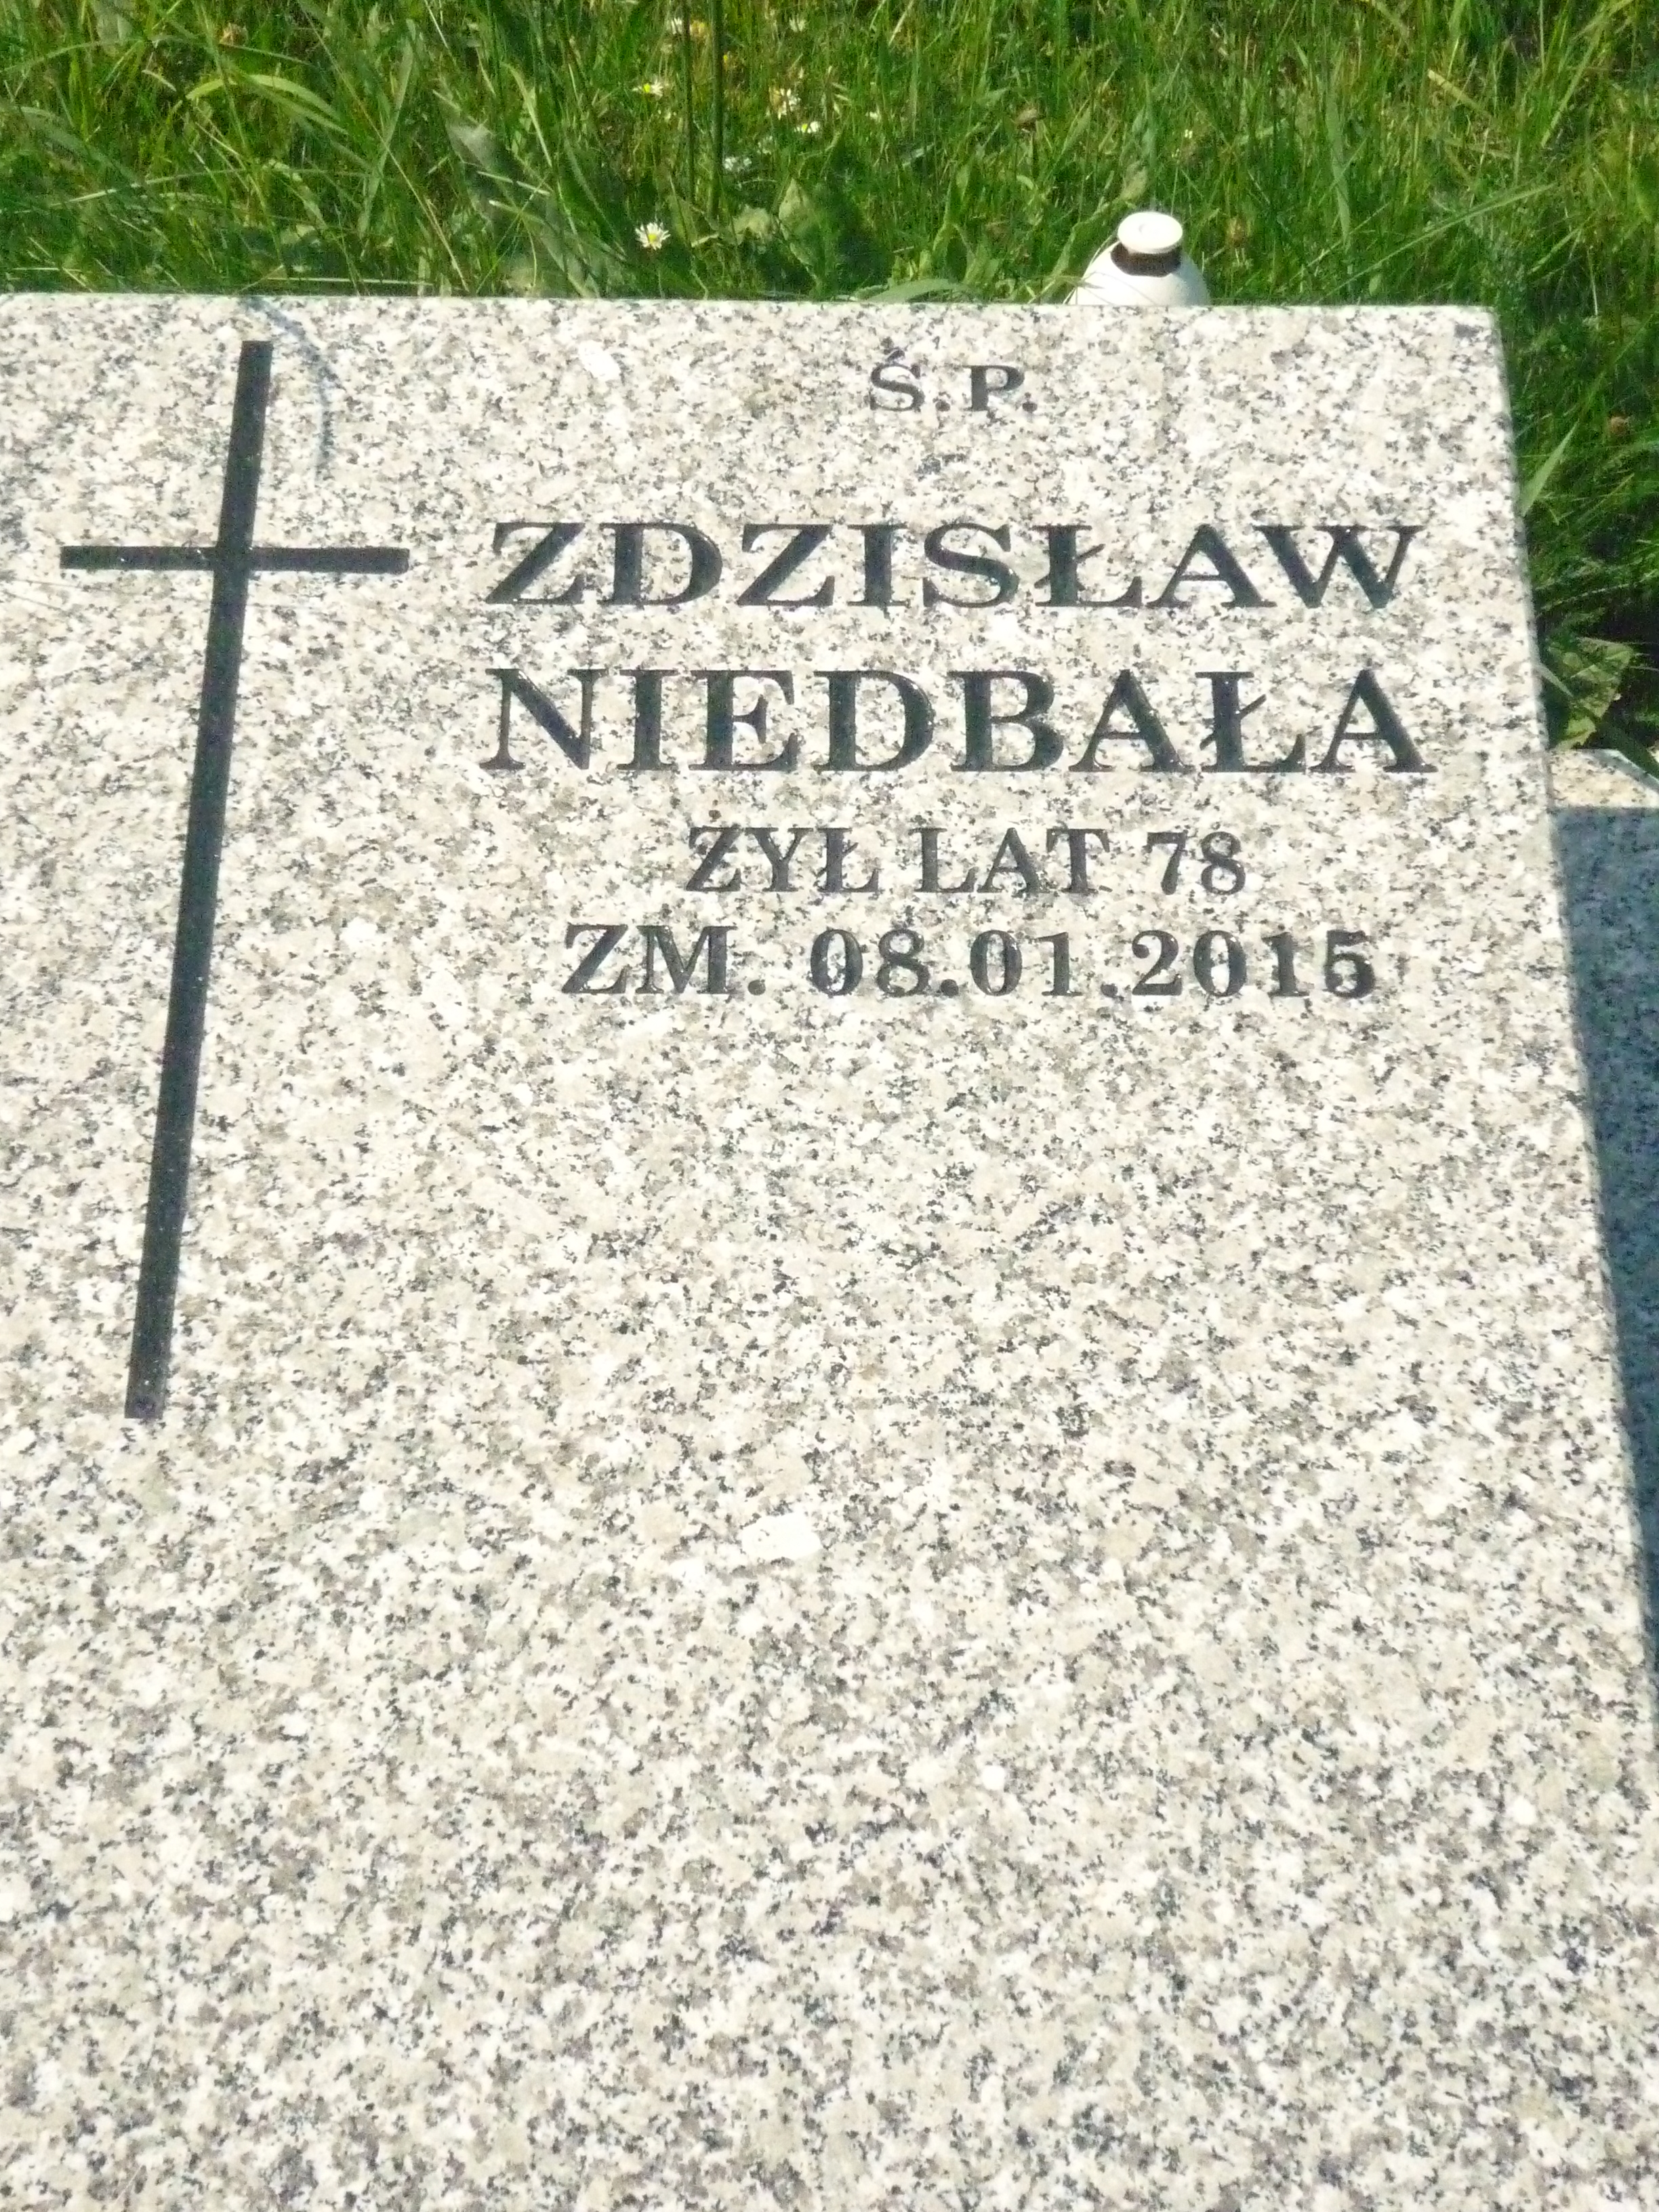 Ś.P.
ZDZISŁAW
NIEDBAŁA
ŻYŁ LAT 78
ZM. 08.01.2015